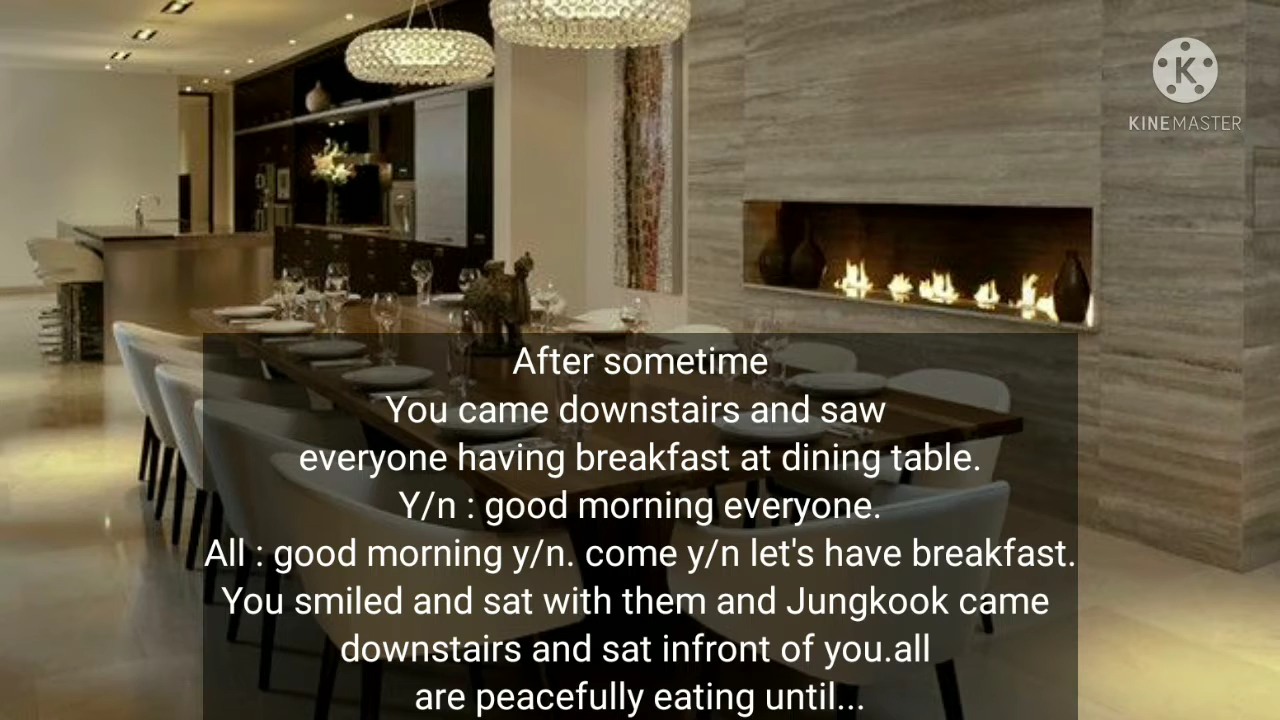 K
KINEMASTER
After sometime
You came downstairs and saw
everyone having breakfast at dining table.
Y/n : good morning everyone.
All : good morning y/n. come y/n let's have breakfast.
You smiled and sat with them and Jungkook came
downstairs and sat infront of you.all
are peacefully eating until...